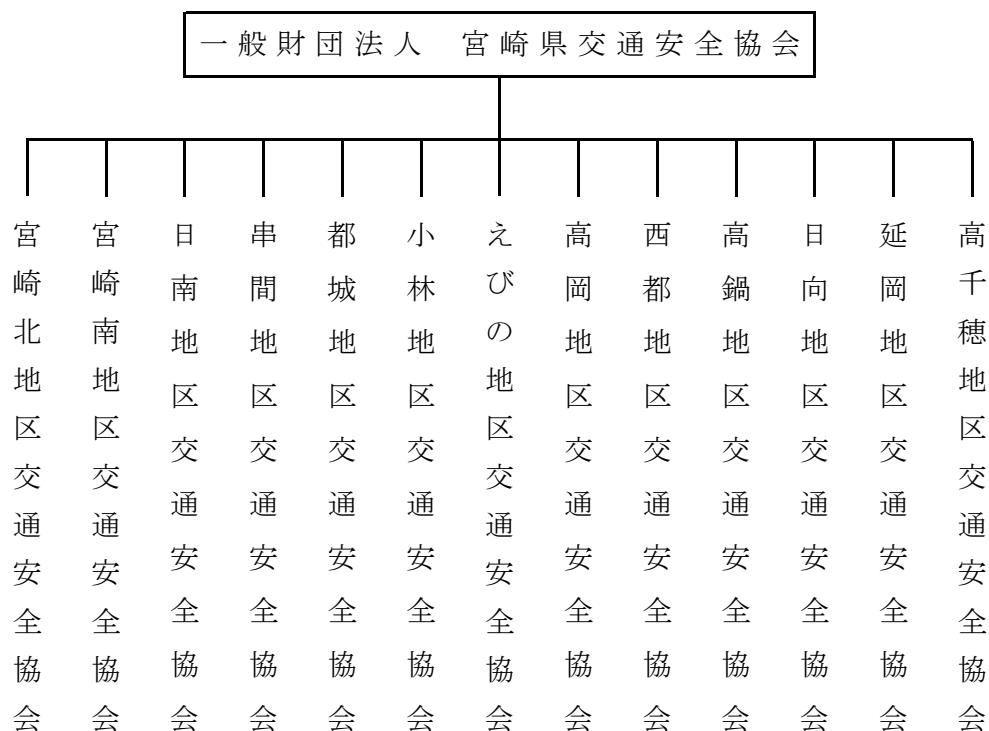 一般財団法人　宮崎県交通安全協会
宮崎北地区交通安全協会
宮崎南地区交通安全協会
日南地区交通安全協会
串間地区交通安全協会
都城地区交通安全協会
小林地区交通安全協会
えびの地区交通安全協会
高岡地区交通安全協会
西都地区交通安全協会
高鍋地区交通安全協会
日向地区交通安全協会
延岡地区交通安全協会
高千穂地区交通安全協会